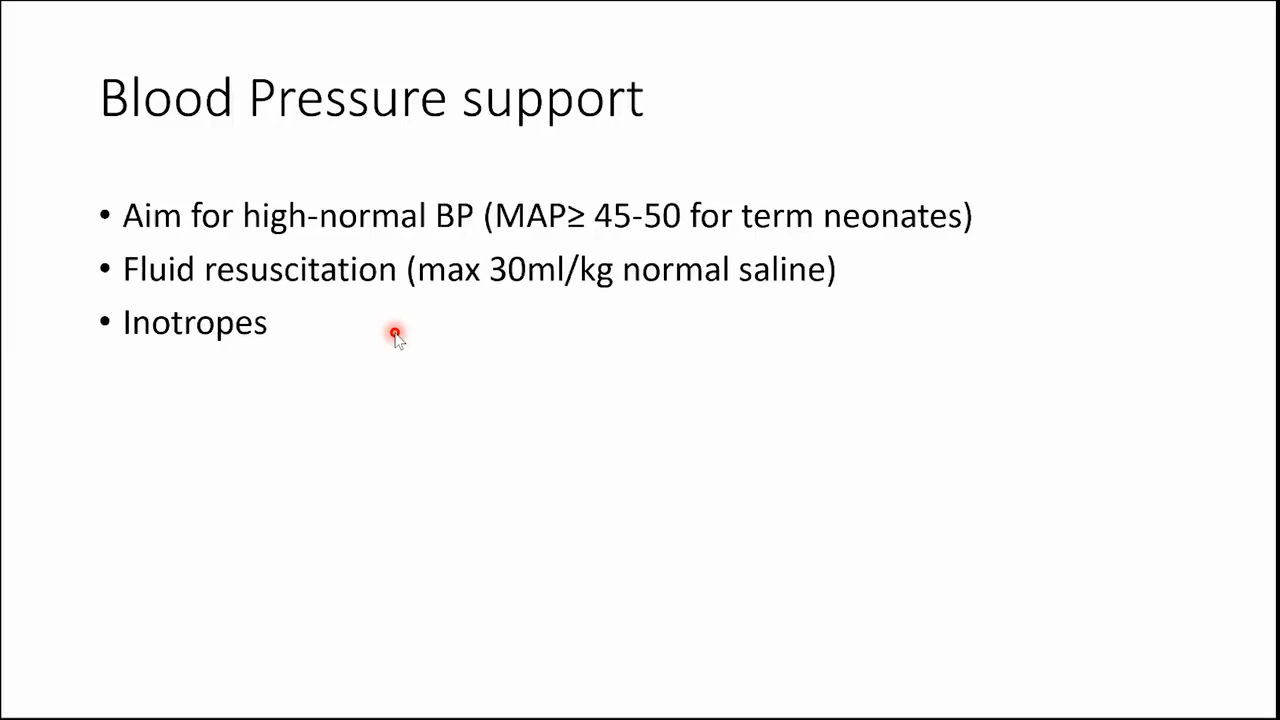 Blood Pressure support
• Aim for high-normal BP (MAP≥ 45-50 for term neonates)
• Fluid resuscitation (max 30ml/kg normal saline)
• Inotropes